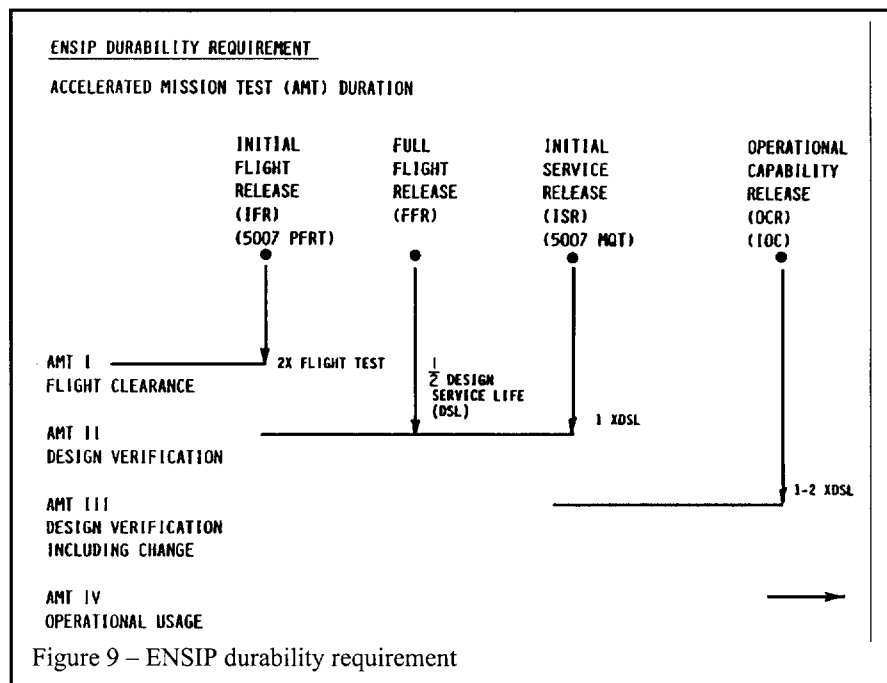 ENSIP DURABILITY REQUIREMENT
ACCELERATED MISSION TEST (AMT) DURATION
INITIAL
FLIGHT
RELEASE
(IFR)
(5007 PFRT)
FULL
FLIGHT
RELEASE
(FFR)
INITIAL
SERVICE
RELEASE
(ISR)
(5007 MQT)
OPERATIONAL
CAPABILITY
RELEASE
(OCR)
(IOC)
AMT I
FLIGHT CLEARANCE
2X FLIGHT TEST
1/2 DESIGN
SERVICE LIFE
(DSL)
AMT II
DESIGN VERIFICATION
1 XDSL
AMT III
DESIGN VERIFICATION
INCLUDING CHANGE
1-2 XDSL
AMT IV
OPERATIONAL USAGE
Figure 9 – ENSIP durability requirement